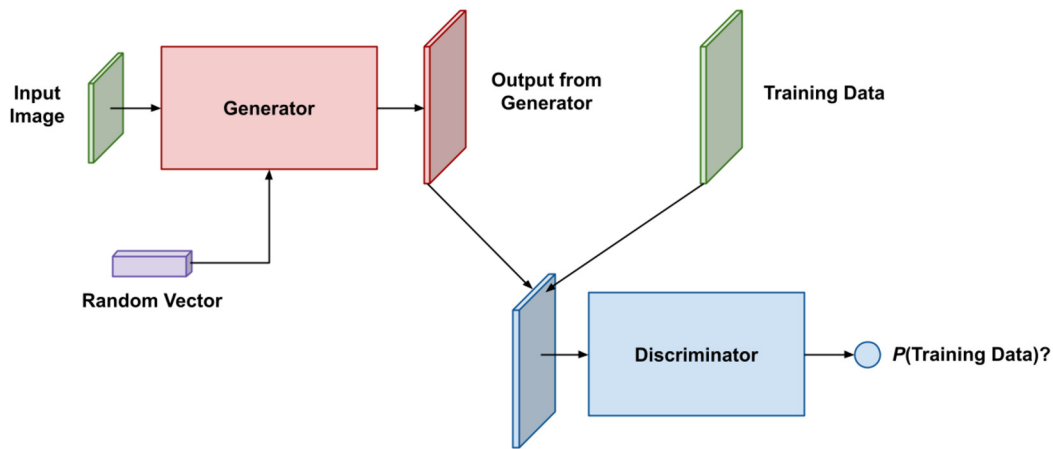 Input
Image
Generator
Output from
Generator
Training Data
Random Vector
Discriminator
P(Training Data)?